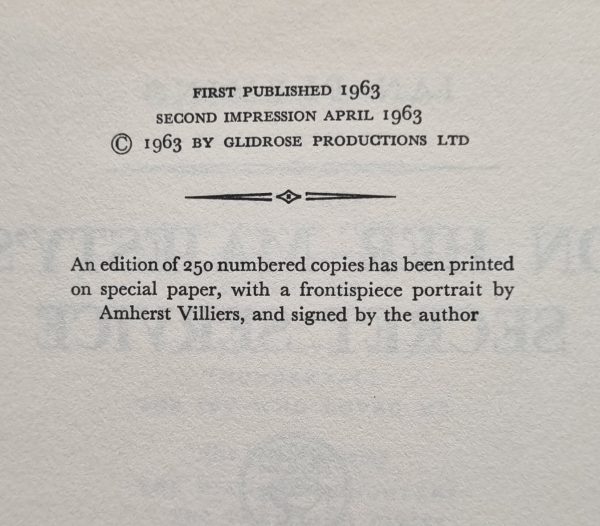 FIRST PUBLISHED 1963
SECOND IMPRESSION APRIL 1963
© 1963 BY GLIDROSE PRODUCTIONS LTD
An edition of 250 numbered copies has been printed
on special paper, with a frontispiece portrait by
Amherst Villiers, and signed by the author